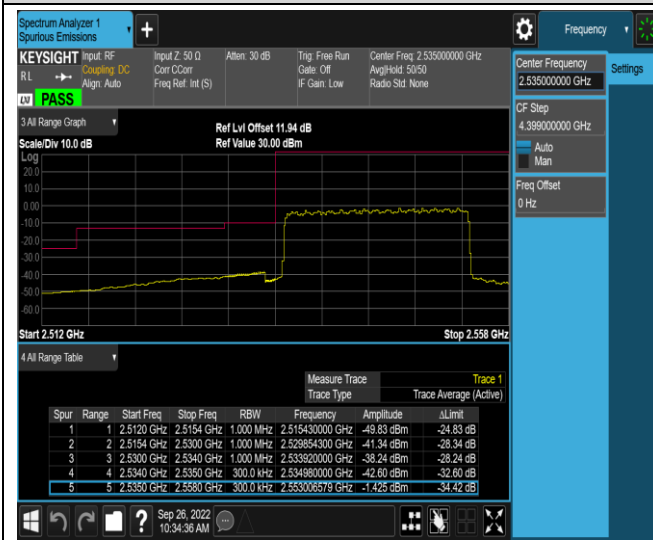 Spectrum Analyzer 1
Spurious Emissions
Frequency
KEYSIGHT Input: RF Input Z: 50 Ω Atten: 30 dB Trig: Free Run Center Freq: 2.535000000 GHz
RL Coupling: DC Corr CCorr Gate: Off Avg|Hold: 50/50
Align: Auto Freq Ref: Int (S) IF Gain: Low Radio Std: None
LXI PASS
Center Frequency
2.535000000 GHz
Settings
CF Step
4.399000000 GHz
Auto
Man
Freq Offset
0 Hz
3 All Range Graph
Ref Lvl Offset 11.94 dB
Scale/Div 10.0 dB Ref Value 30.00 dBm
Log
20.0
10.0
0.00
-10.0
-20.0
-30.0
-40.0
-50.0
-60.0
Start 2.512 GHz Stop 2.558 GHz
4 All Range Table
Measure Trace Trace 1
Trace Type Trace Average (Active)
Spur Range Start Freq Stop Freq RBW Frequency Amplitude ΔLimit
1 1 2.5120 GHz 2.5154 GHz 1.000 MHz 2.515430000 GHz -49.83 dBm -24.83 dB
2 2 2.5154 GHz 2.5300 GHz 1.000 MHz 2.529854300 GHz -41.34 dBm -28.34 dB
3 3 2.5300 GHz 2.5340 GHz 1.000 MHz 2.533920000 GHz -38.24 dBm -28.24 dB
4 4 2.5340 GHz 2.5350 GHz 300.0 kHz 2.534980000 GHz -42.60 dBm -32.60 dB
5 5 2.5350 GHz 2.5580 GHz 300.0 kHz 2.553006579 GHz -1.425 dBm -34.42 dB
Sep 26, 2022
10:34:36 AM